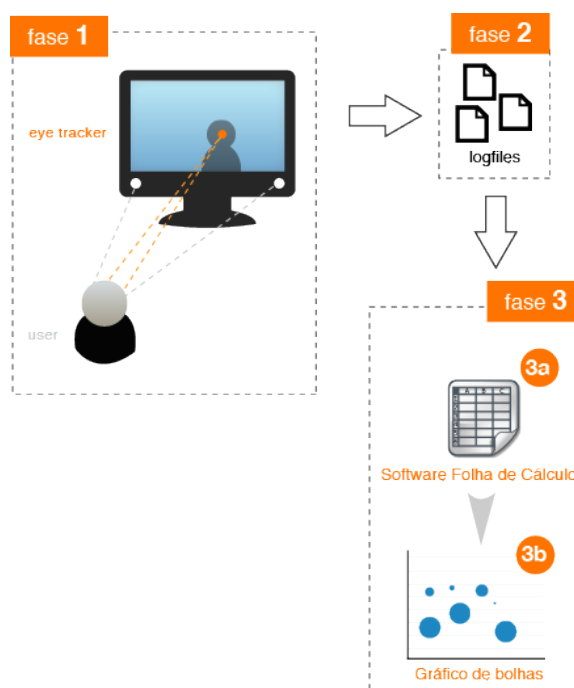 fase 1
eye tracker
user
fase 2
logfiles
fase 3
3a
A B C
Software Folha de Cálculo
3b
Gráfico de bolhas